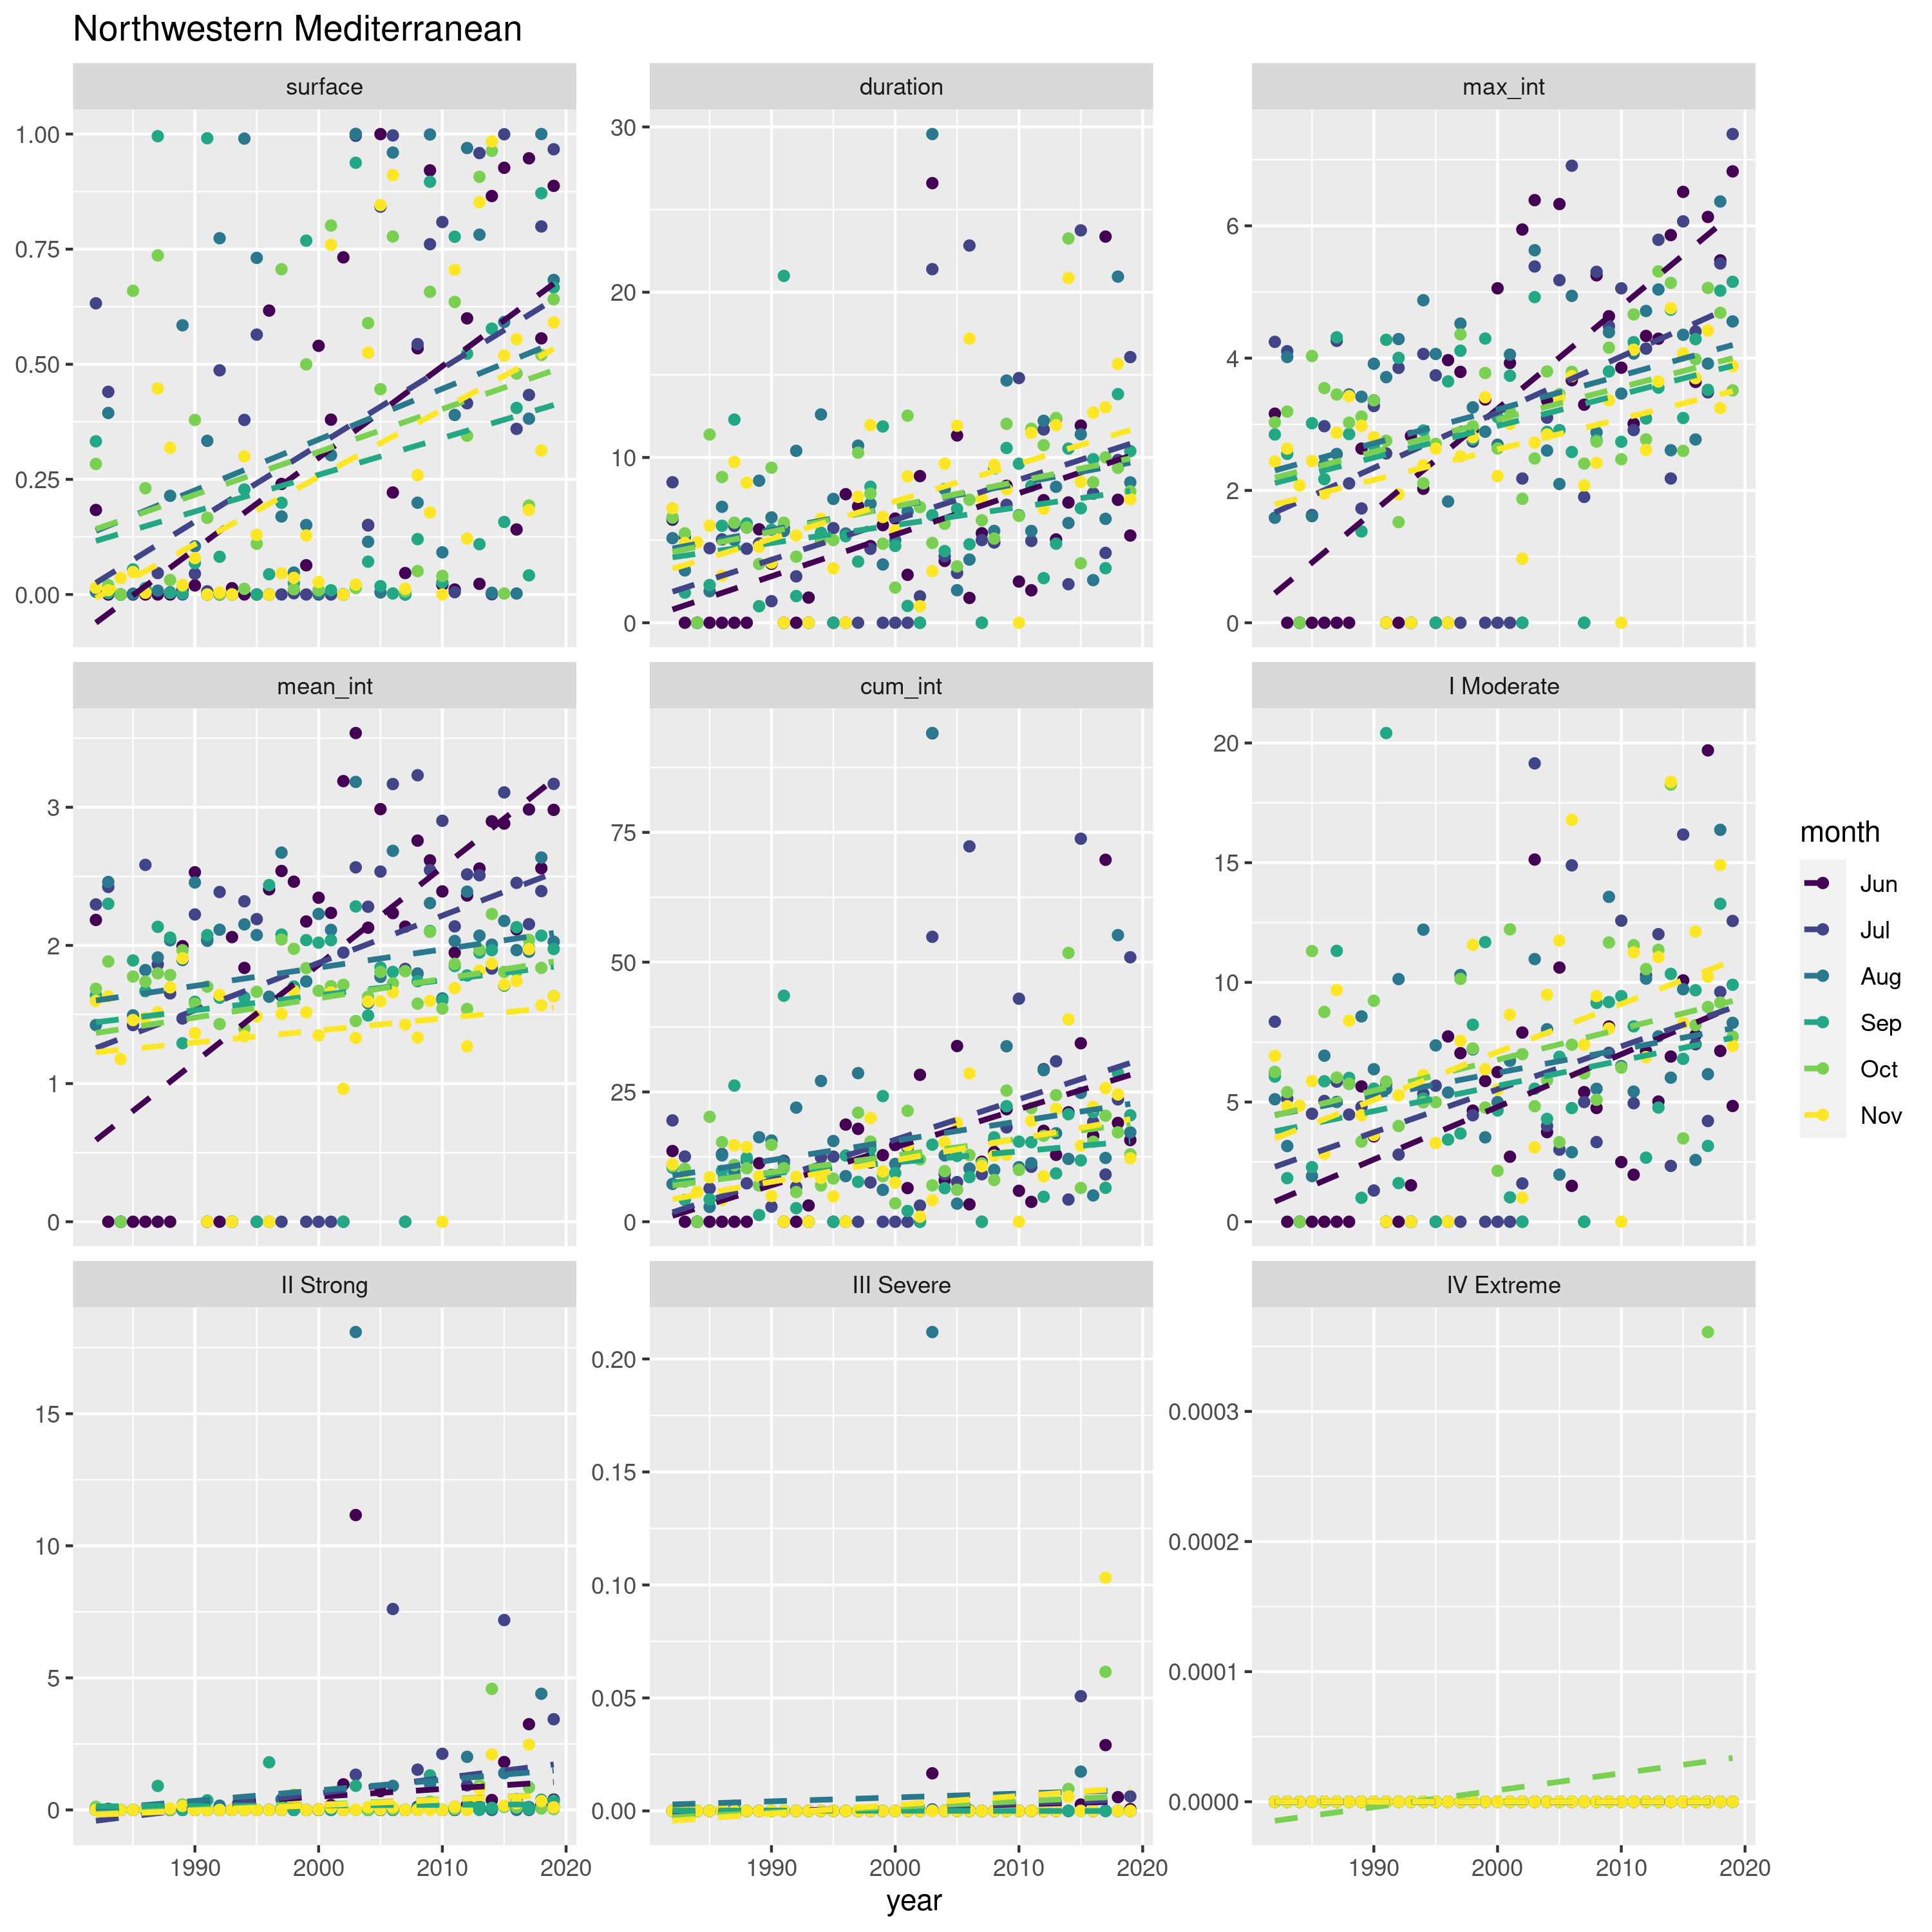 Northwestern Mediterranean
surface
duration
max_int
1.00
0.75
0.50
0.25
0.00
30
20
10
0
6
4
2
0
mean_int
cum_int
I Moderate
3
2
1
0
75
50
25
0
20
15
10
5
0
II Strong
III Severe
IV Extreme
15
10
5
0
0.20
0.15
0.10
0.05
0.00
0.0003
0.0002
0.0001
0.0000
1990 2000 2010 2020
1990 2000 2010 2020
1990 2000 2010 2020
year
month
Jun
Jul
Aug
Sep
Oct
Nov